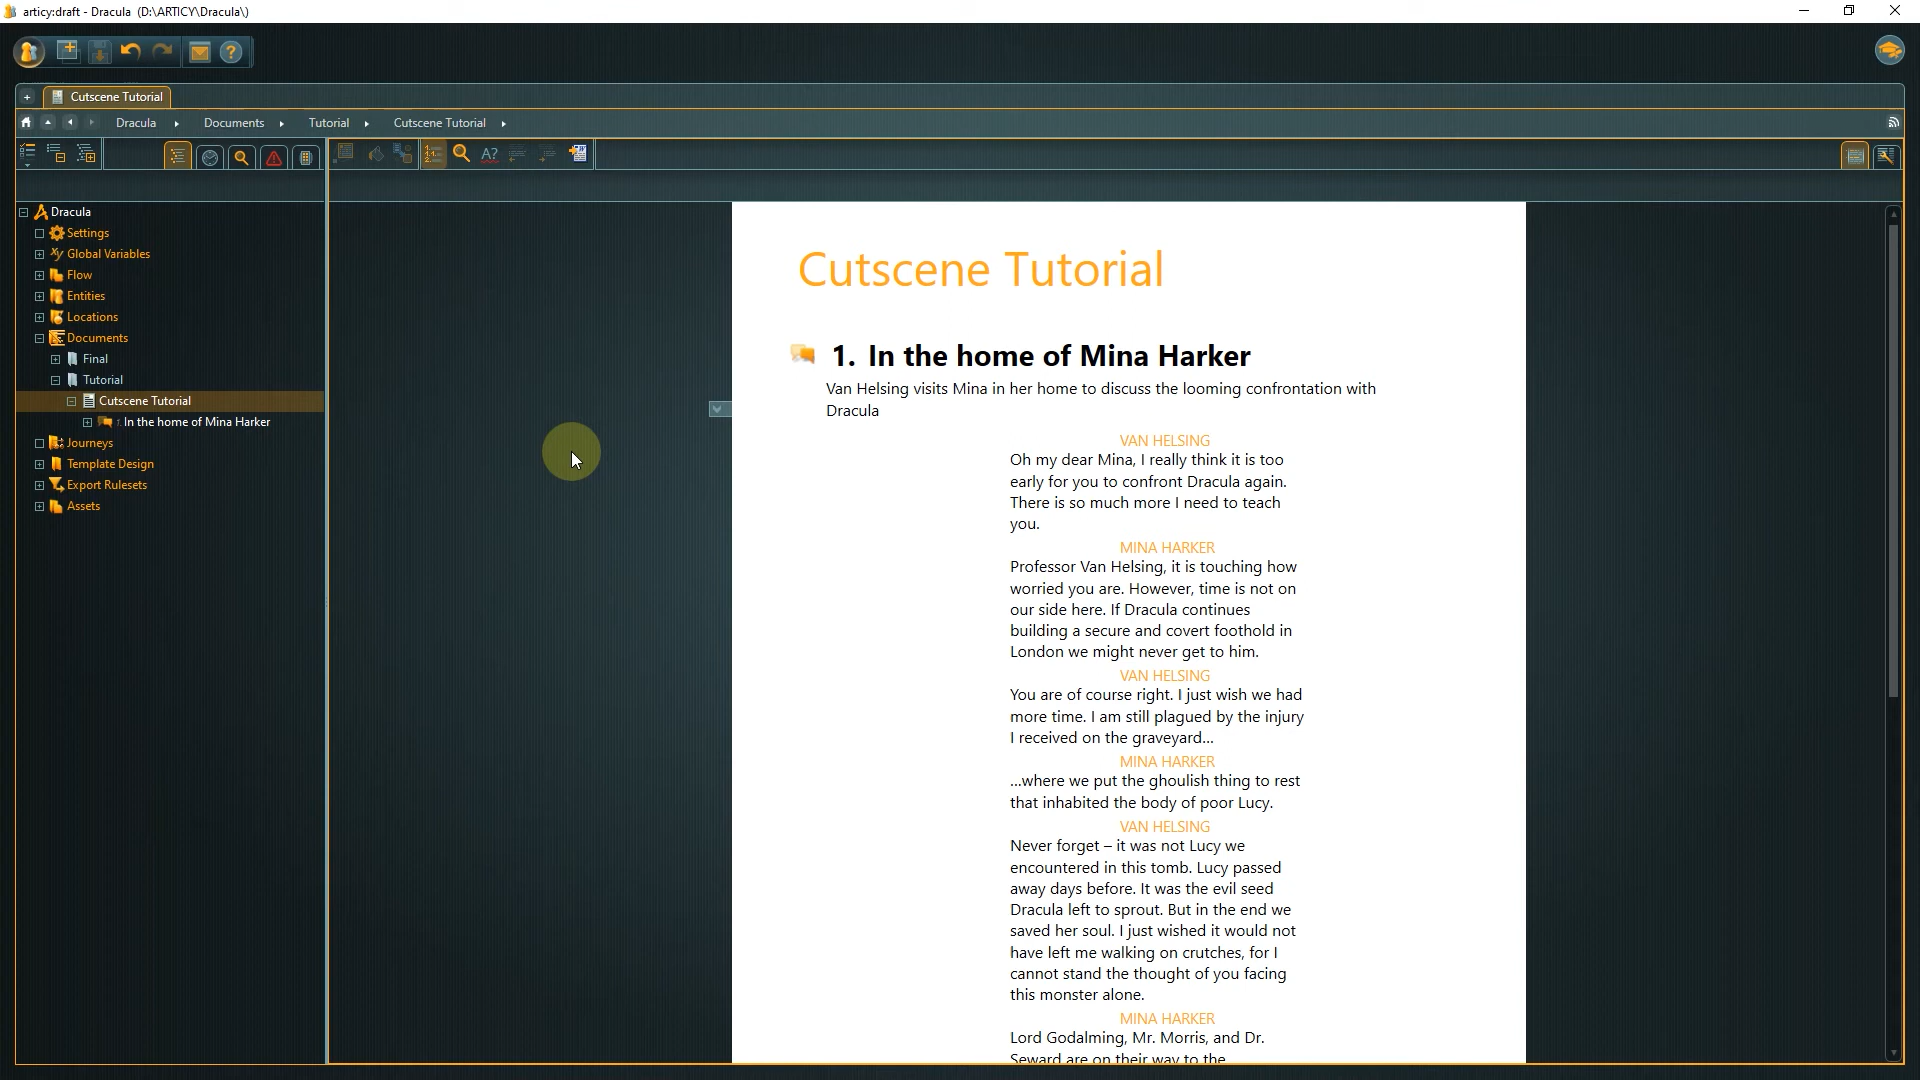 articy:draft - Dracula (D:\ARTICY\Dracula\)
Cutscene Tutorial
Dracula
Documents
Tutorial
Cutscene Tutorial
Dracula
Settings
Global Variables
Flow
Entities
Locations
Documents
Final
Tutorial
Cutscene Tutorial
1. In the home of Mina Harker
Journeys
Template Design
Export Rulesets
Assets
Cutscene Tutorial
1. In the home of Mina Harker
Van Helsing visits Mina in her home to discuss the looming confrontation with
Dracula
VAN HELSING
Oh my dear Mina, I really think it is too
early for you to confront Dracula again.
There is so much more I need to teach
you.
MINA HARKER
Professor Van Helsing, it is touching how
worried you are. However, time is not on
our side here. If Dracula continues
building a secure and covert foothold in
London we might never get to him.
VAN HELSING
You are of course right. I just wish we had
more time. I am still plagued by the injury
I received on the graveyard...
MINA HARKER
...where we put the ghoulish thing to rest
that inhabited the body of poor Lucy.
VAN HELSING
Never forget – it was not Lucy we
encountered in this tomb. Lucy passed
away days before. It was the evil seed
Dracula left to sprout. But in the end we
saved her soul. I just wished it would not
have left me walking on crutches, for I
cannot stand the thought of you facing
this monster alone.
MINA HARKER
Lord Godalming, Mr. Morris, and Dr.
Seward are on their way to the